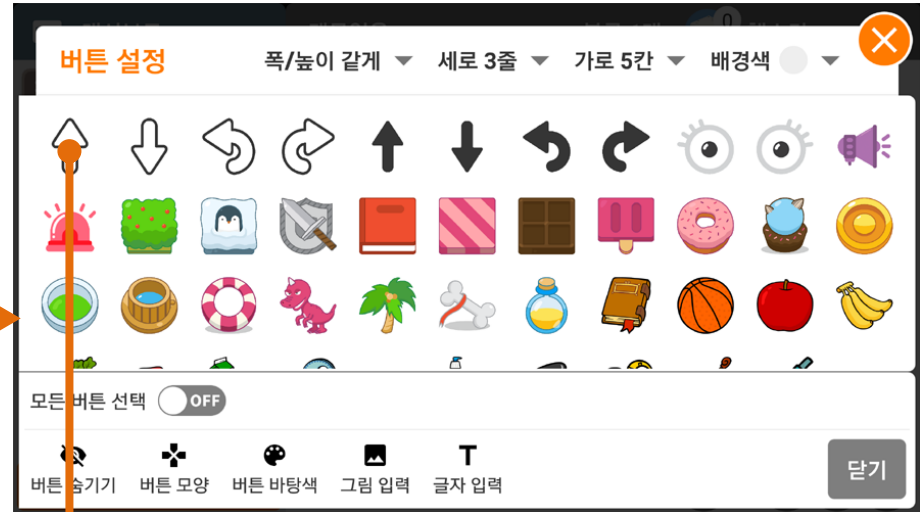 버튼 설정 폭/높이 같게 세로 3줄 가로 5칸 배경색
모든 버튼 선택 OFF
버튼 숨기기 버튼 모양 버튼 바탕색 그림 입력 글자 입력
닫기